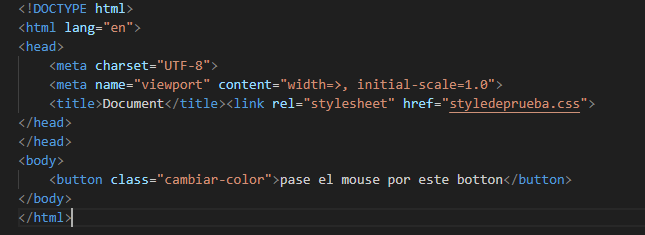 <!DOCTYPE html>
<html lang="en">
<head>
    <meta charset="UTF-8">
    <meta name="viewport" content="width=>, initial-scale=1.0">
    <title>Document</title><link rel="stylesheet" href="styledeprueba.css">
</head>
</head>
<body>
    <button class="cambiar-color">pase el mouse por este botton</button>
</body>
</html>